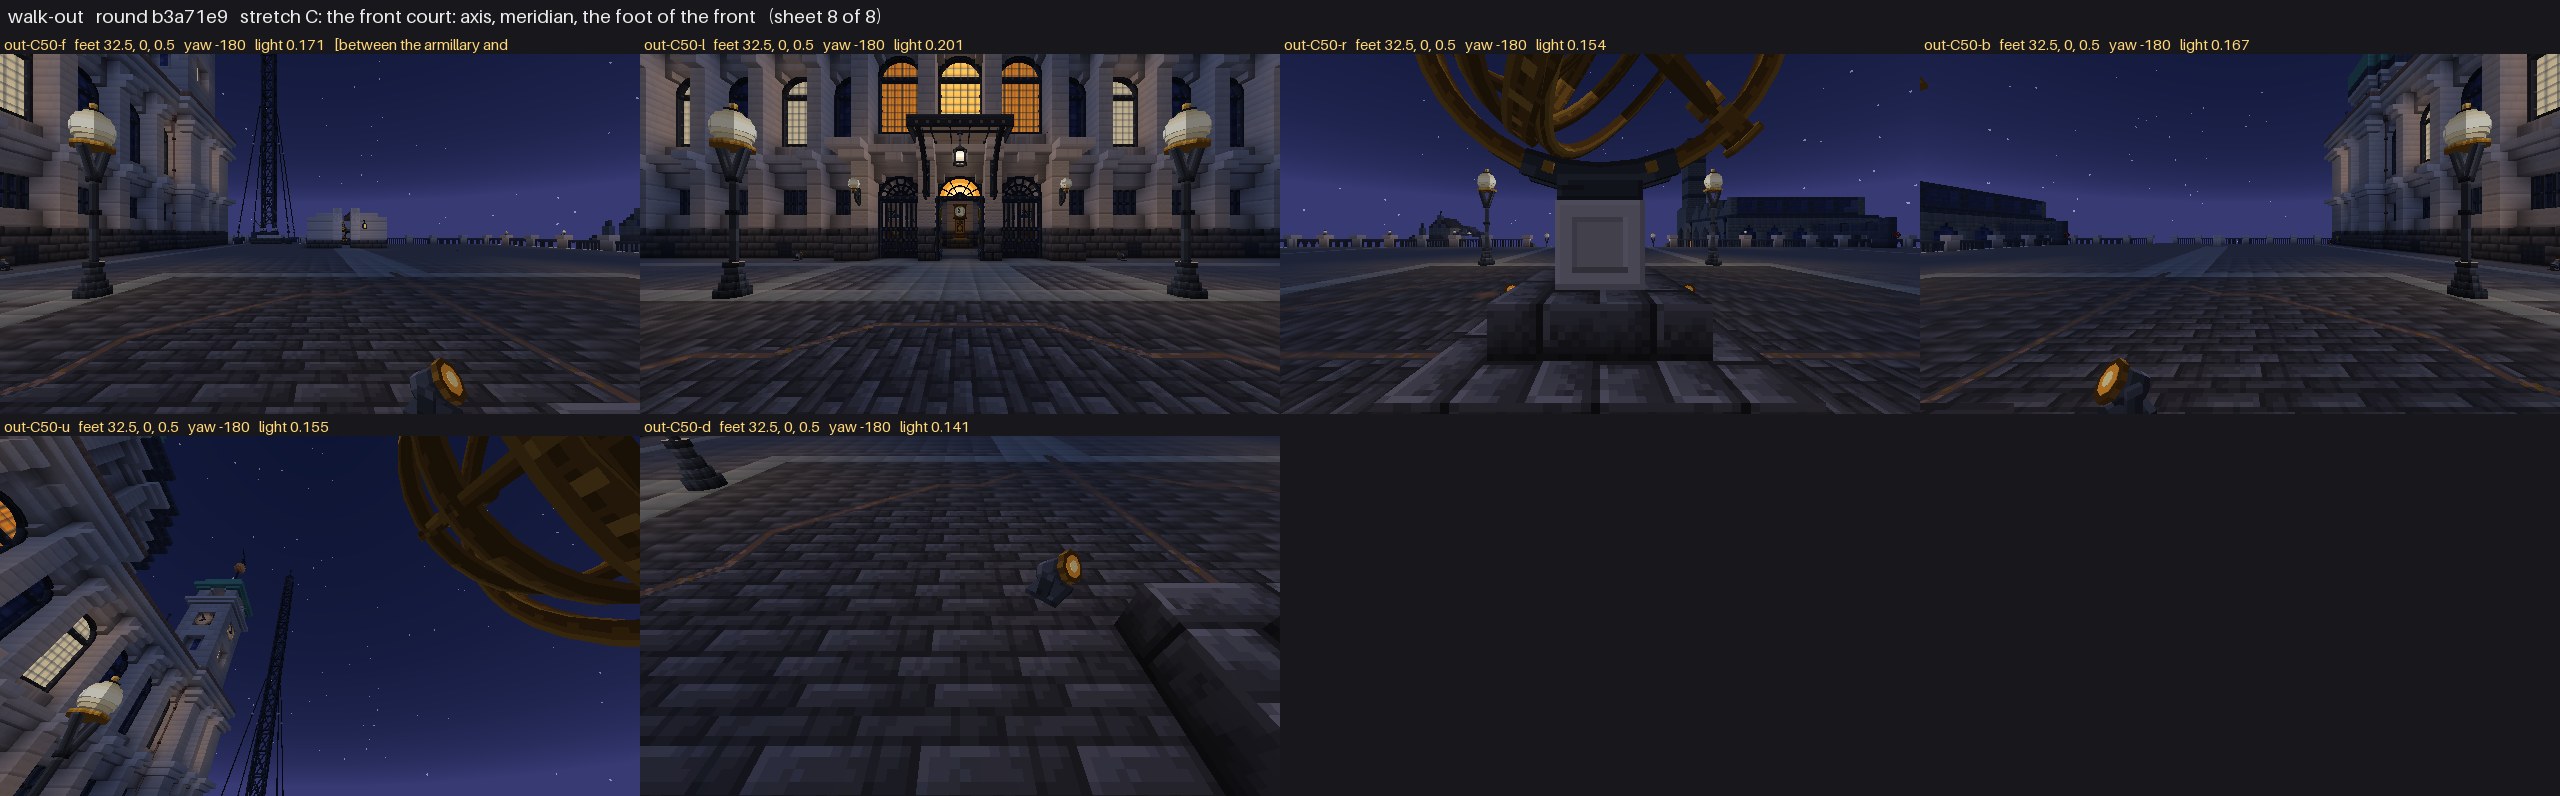 walk-out round b3a71e9 stretch C: the front court: axis, meridian, the foot of the front (sheet 8 of 8)
out-C50-f feet 32.5, 0, 0.5 yaw -180 light 0.171 [between the armillary and
out-C50-l feet 32.5, 0, 0.5 yaw -180 light 0.201
out-C50-r feet 32.5, 0, 0.5 yaw -180 light 0.154
out-C50-b feet 32.5, 0, 0.5 yaw -180 light 0.167
out-C50-u feet 32.5, 0, 0.5 yaw -180 light 0.155
out-C50-d feet 32.5, 0, 0.5 yaw -180 light 0.141